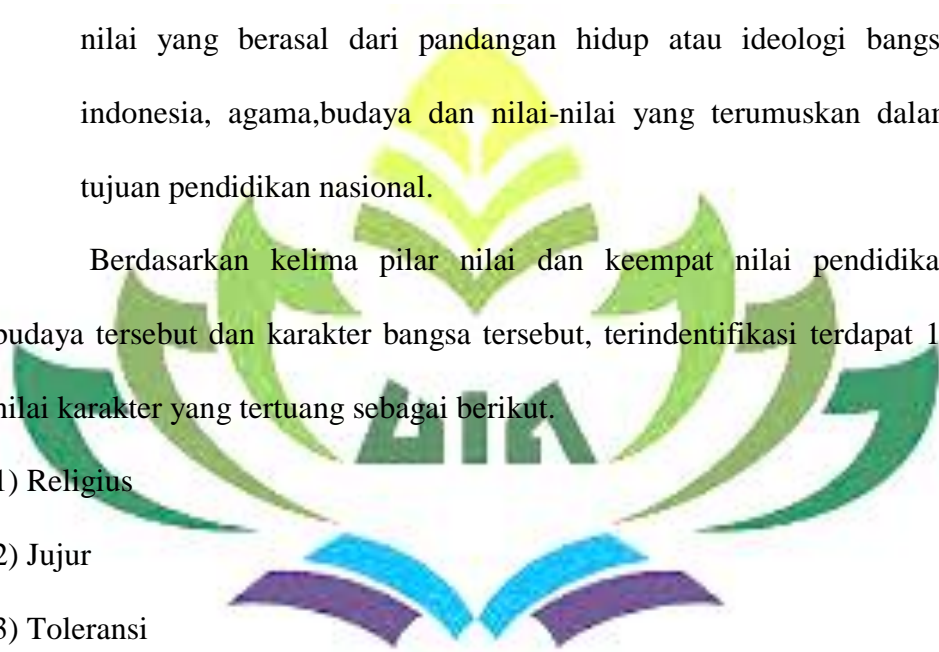 nilai yang berasal dari pandangan hidup atau ideologi bangs
indonesia, agama,budaya dan nilai-nilai yang terumuskan dalam
tujuan pendidikan nasional.
Berdasarkan kelima pilar nilai dan keempat nilai pendidika
budaya tersebut dan karakter bangsa tersebut, terindentifikasi terdapat 1
nilai karakter yang tertuang sebagai berikut.
1) Religius
2) Jujur
3) Toleransi
UIN